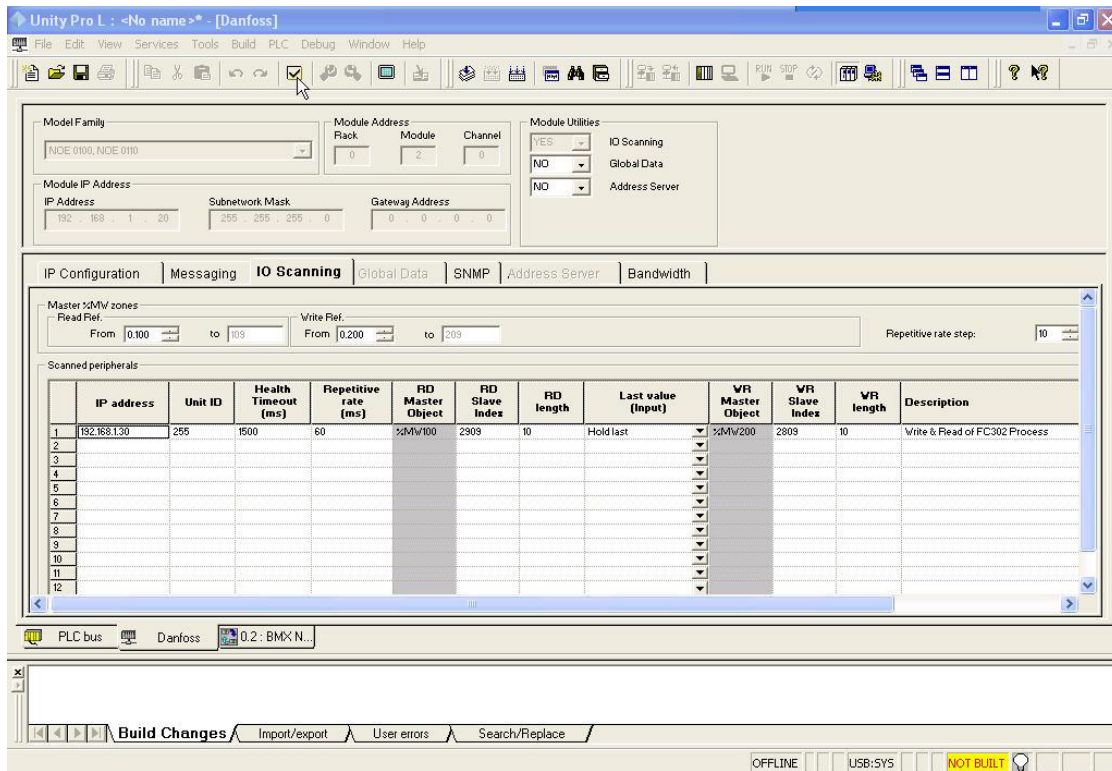 Unity Pro L : <No name>* - [Danfoss]
File Edit View Services Tools Build PLC Debug Window Help
RUN STOP
Model Family
NOE 0100, NOE 0110
Module Address
Rack Module Channel
0 2 0
Module Utilities
YES IO Scanning
NO Global Data
NO Address Server
Module IP Address
IP Address Subnetwork Mask Gateway Address
192 . 168 . 1 . 20 255 . 255 . 255 . 0 0 . 0 . 0 . 0
IP Configuration Messaging IO Scanning Global Data SNMP Address Server Bandwidth
Master %MW zones
Read Ref. Write Ref.
From 0.100 to 109 From 0.200 to 209 Repetitive rate step: 10
Scanned peripherals
IP address Unit ID Health Timeout (ms) Repetitive rate (ms) RD Master Object RD Slave Index RD length Last value (Input) WR Master Object WR Slave Index WR length Description
1 192.168.1.30 255 1500 60 %MW100 2909 10 Hold last %MW200 2809 10 Write & Read of FC302 Process
2
3
4
5
6
7
8
9
10
11
12
PLC bus Danfoss 0.2 : BMX N...
Build Changes Import/export User errors Search/Replace
OFFLINE USB:SYS NOT BUILT